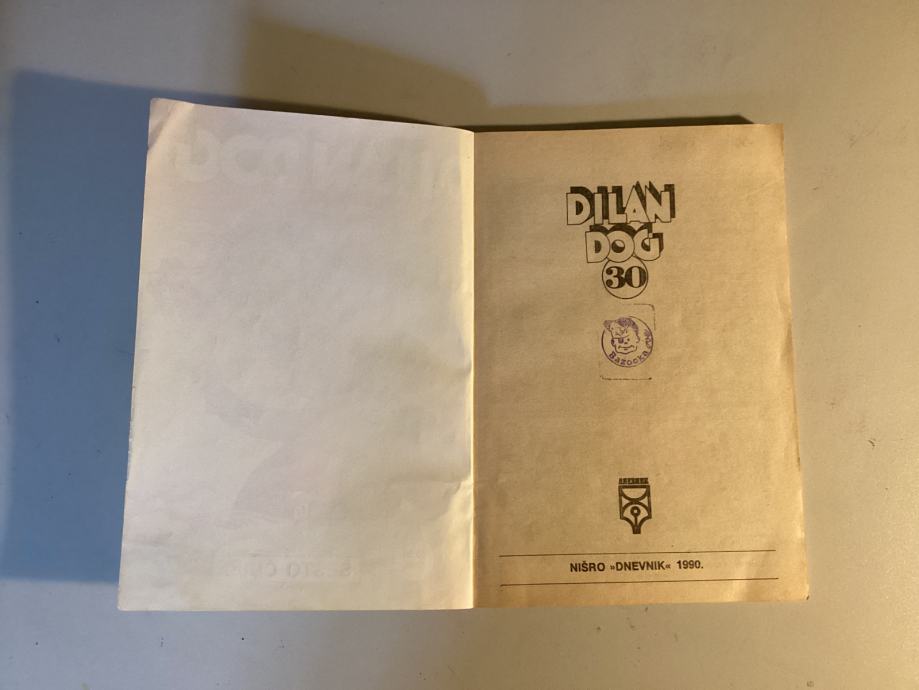 DILAN
DOG
30
Bazooka
NIŠRO »DNEVNIK« 1990.